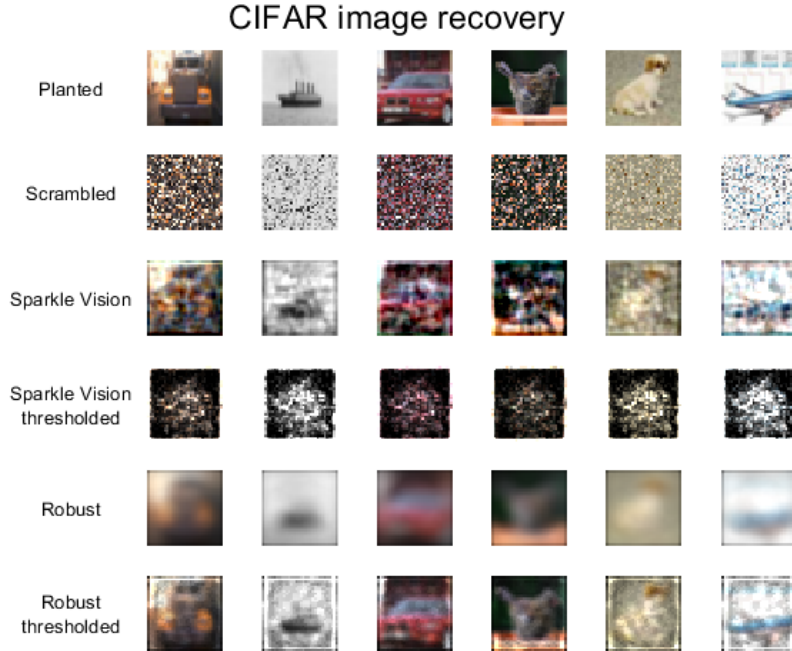 CIFAR image recovery
Planted
Scrambled
Sparkle Vision
Sparkle Vision
thresholded
Robust
Robust
thresholded